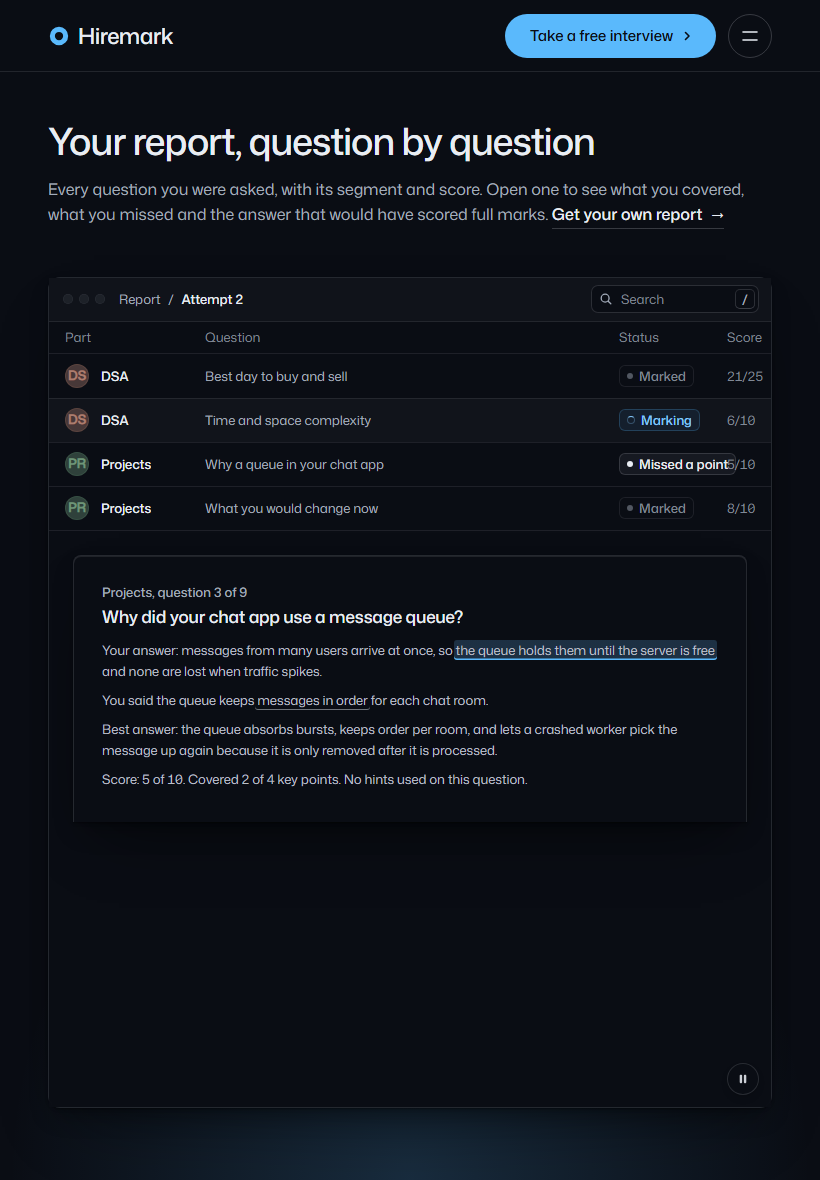 Hiremark
Take a free interview
Your report, question by question
Every question you were asked, with its segment and score. Open one to see what you covered,
what you missed and the answer that would have scored full marks. Get your own report →
Report / Attempt 2
Search /
Part Question Status Score
DS DSA Best day to buy and sell Marked 21/25
DS DSA Time and space complexity Marking 6/10
PR Projects Why a queue in your chat app Missed a point 5/10
PR Projects What you would change now Marked 8/10
Projects, question 3 of 9
Why did your chat app use a message queue?
Your answer: messages from many users arrive at once, so the queue holds them until the server is free
and none are lost when traffic spikes.
You said the queue keeps messages in order for each chat room.
Best answer: the queue absorbs bursts, keeps order per room, and lets a crashed worker pick the
message up again because it is only removed after it is processed.
Score: 5 of 10. Covered 2 of 4 key points. No hints used on this question.